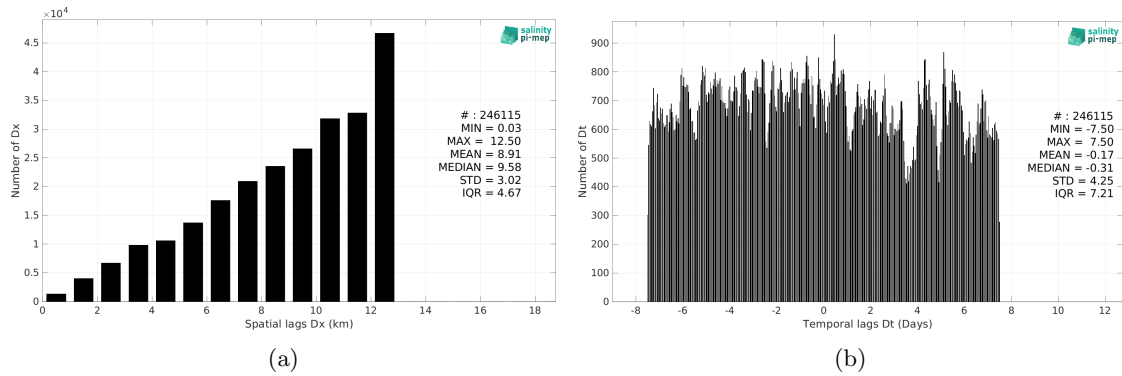 ×10⁴
4.5
4
3.5
3
2.5
2
1.5
1
0.5
0
Number of Dx
0 2 4 6 8 10 12 14 16 18
Spatial lags Dx (km)
salinity
pi-mep
# : 246115
MIN = 0.03
MAX = 12.50
MEAN = 8.91
MEDIAN = 9.58
STD = 3.02
IQR = 4.67
(a)
900
800
700
600
500
400
300
200
100
0
Number of Dt
-8 -6 -4 -2 0 2 4 6 8 10 12
Temporal lags Dt (Days)
salinity
pi-mep
# : 246115
MIN = -7.50
MAX = 7.50
MEAN = -0.17
MEDIAN = -0.31
STD = 4.25
IQR = 7.21
(b)